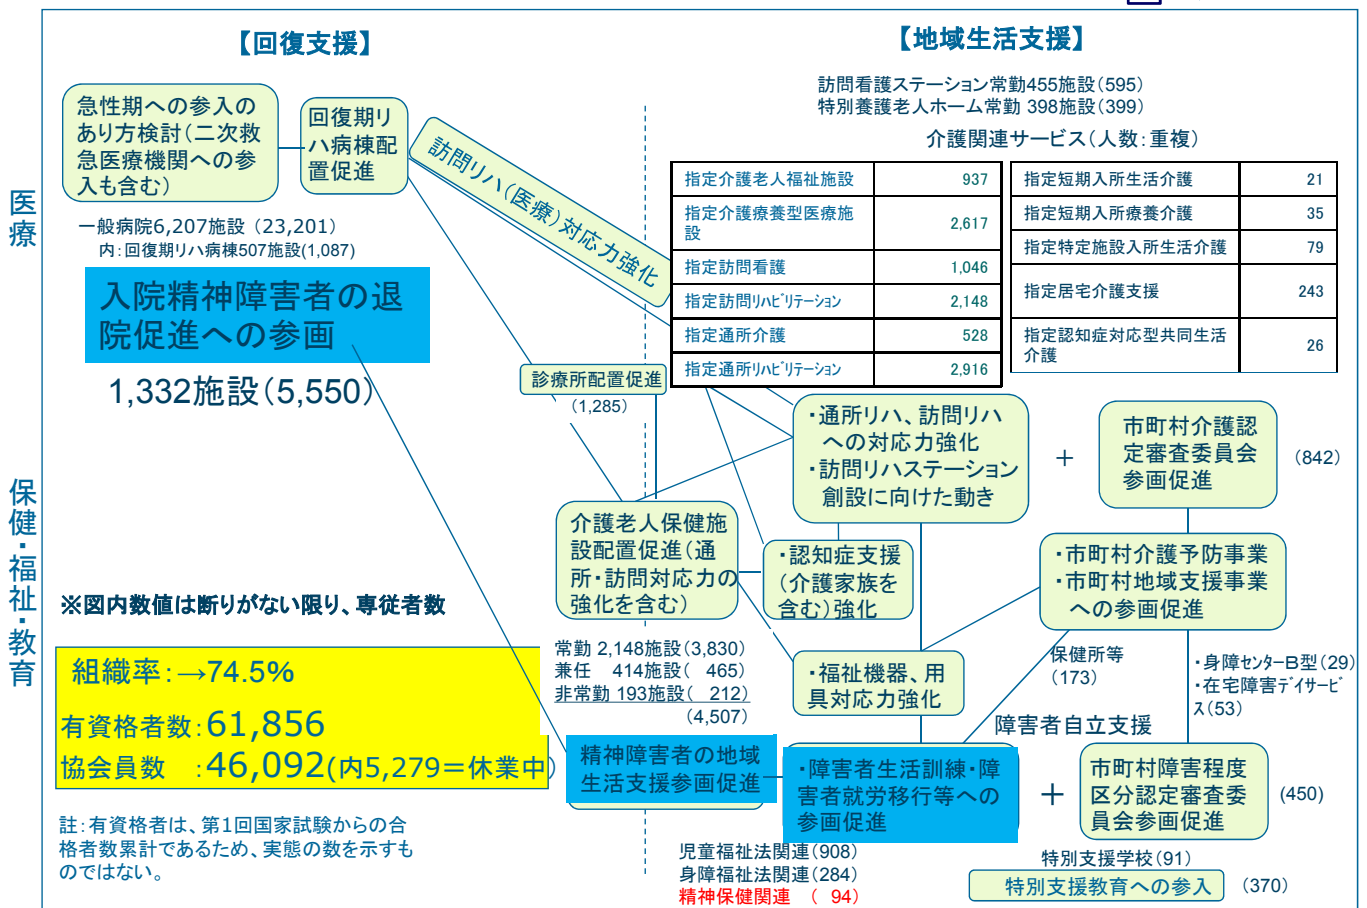 【回復支援】
【地域生活支援】
医療
保健・福祉・教育
急性期への参入の
あり方検討(二次救
急医療機関への参
入も含む)
回復期リ
ハ病棟配
置促進
訪問リハ(医療)対応力強化
訪問看護ステーション常勤455施設(595)
特別養護老人ホーム常勤 398施設(399)
介護関連サービス(人数:重複)
指定介護老人福祉施設 937
指定介護療養型医療施
設 2,617
指定訪問看護 1,046
指定訪問リハビリテーション 2,148
指定通所介護 528
指定通所リハビリテーション 2,916
指定短期入所生活介護 21
指定短期入所療養介護 35
指定特定施設入所生活介護 79
指定居宅介護支援 243
指定認知症対応型共同生活
介護 26
一般病院6,207施設 (23,201)
内:回復期リハ病棟507施設(1,087)
入院精神障害者の退
院促進への参画
1,332施設(5,550)
診療所配置促進
(1,285)
・通所リハ、訪問リハ
への対応力強化
・訪問リハステーション
創設に向けた動き
+
市町村介護認
定審査委員会
参画促進
(842)
介護老人保健施
設配置促進(通
所・訪問対応力の
強化を含む)
・認知症支援
(介護家族を
含む)強化
・市町村介護予防事業
・市町村地域支援事業
への参画促進
※図内数値は断りがない限り、専従者数
常勤 2,148施設(3,830)
兼任 414施設( 465)
非常勤 193施設( 212)
(4,507)
・福祉機器、用
具対応力強化
保健所等
(173)
・身障センターB型(29)
・在宅障害デイサービ
ス(53)
組織率:→74.5%
有資格者数:61,856
協会員数 :46,092(内5,279=休業中)
障害者自立支援
精神障害者の地域
生活支援参画促進
・障害者生活訓練・障
害者就労移行等への
参画促進
+
市町村障害程度
区分認定審査委
員会参画促進
(450)
註:有資格者は、第1回国家試験からの合
格者数累計であるため、実態の数を示すも
のではない。
児童福祉法関連(908)
身障福祉法関連(284)
精神保健関連 ( 94)
特別支援学校(91)
特別支援教育への参入
(370)